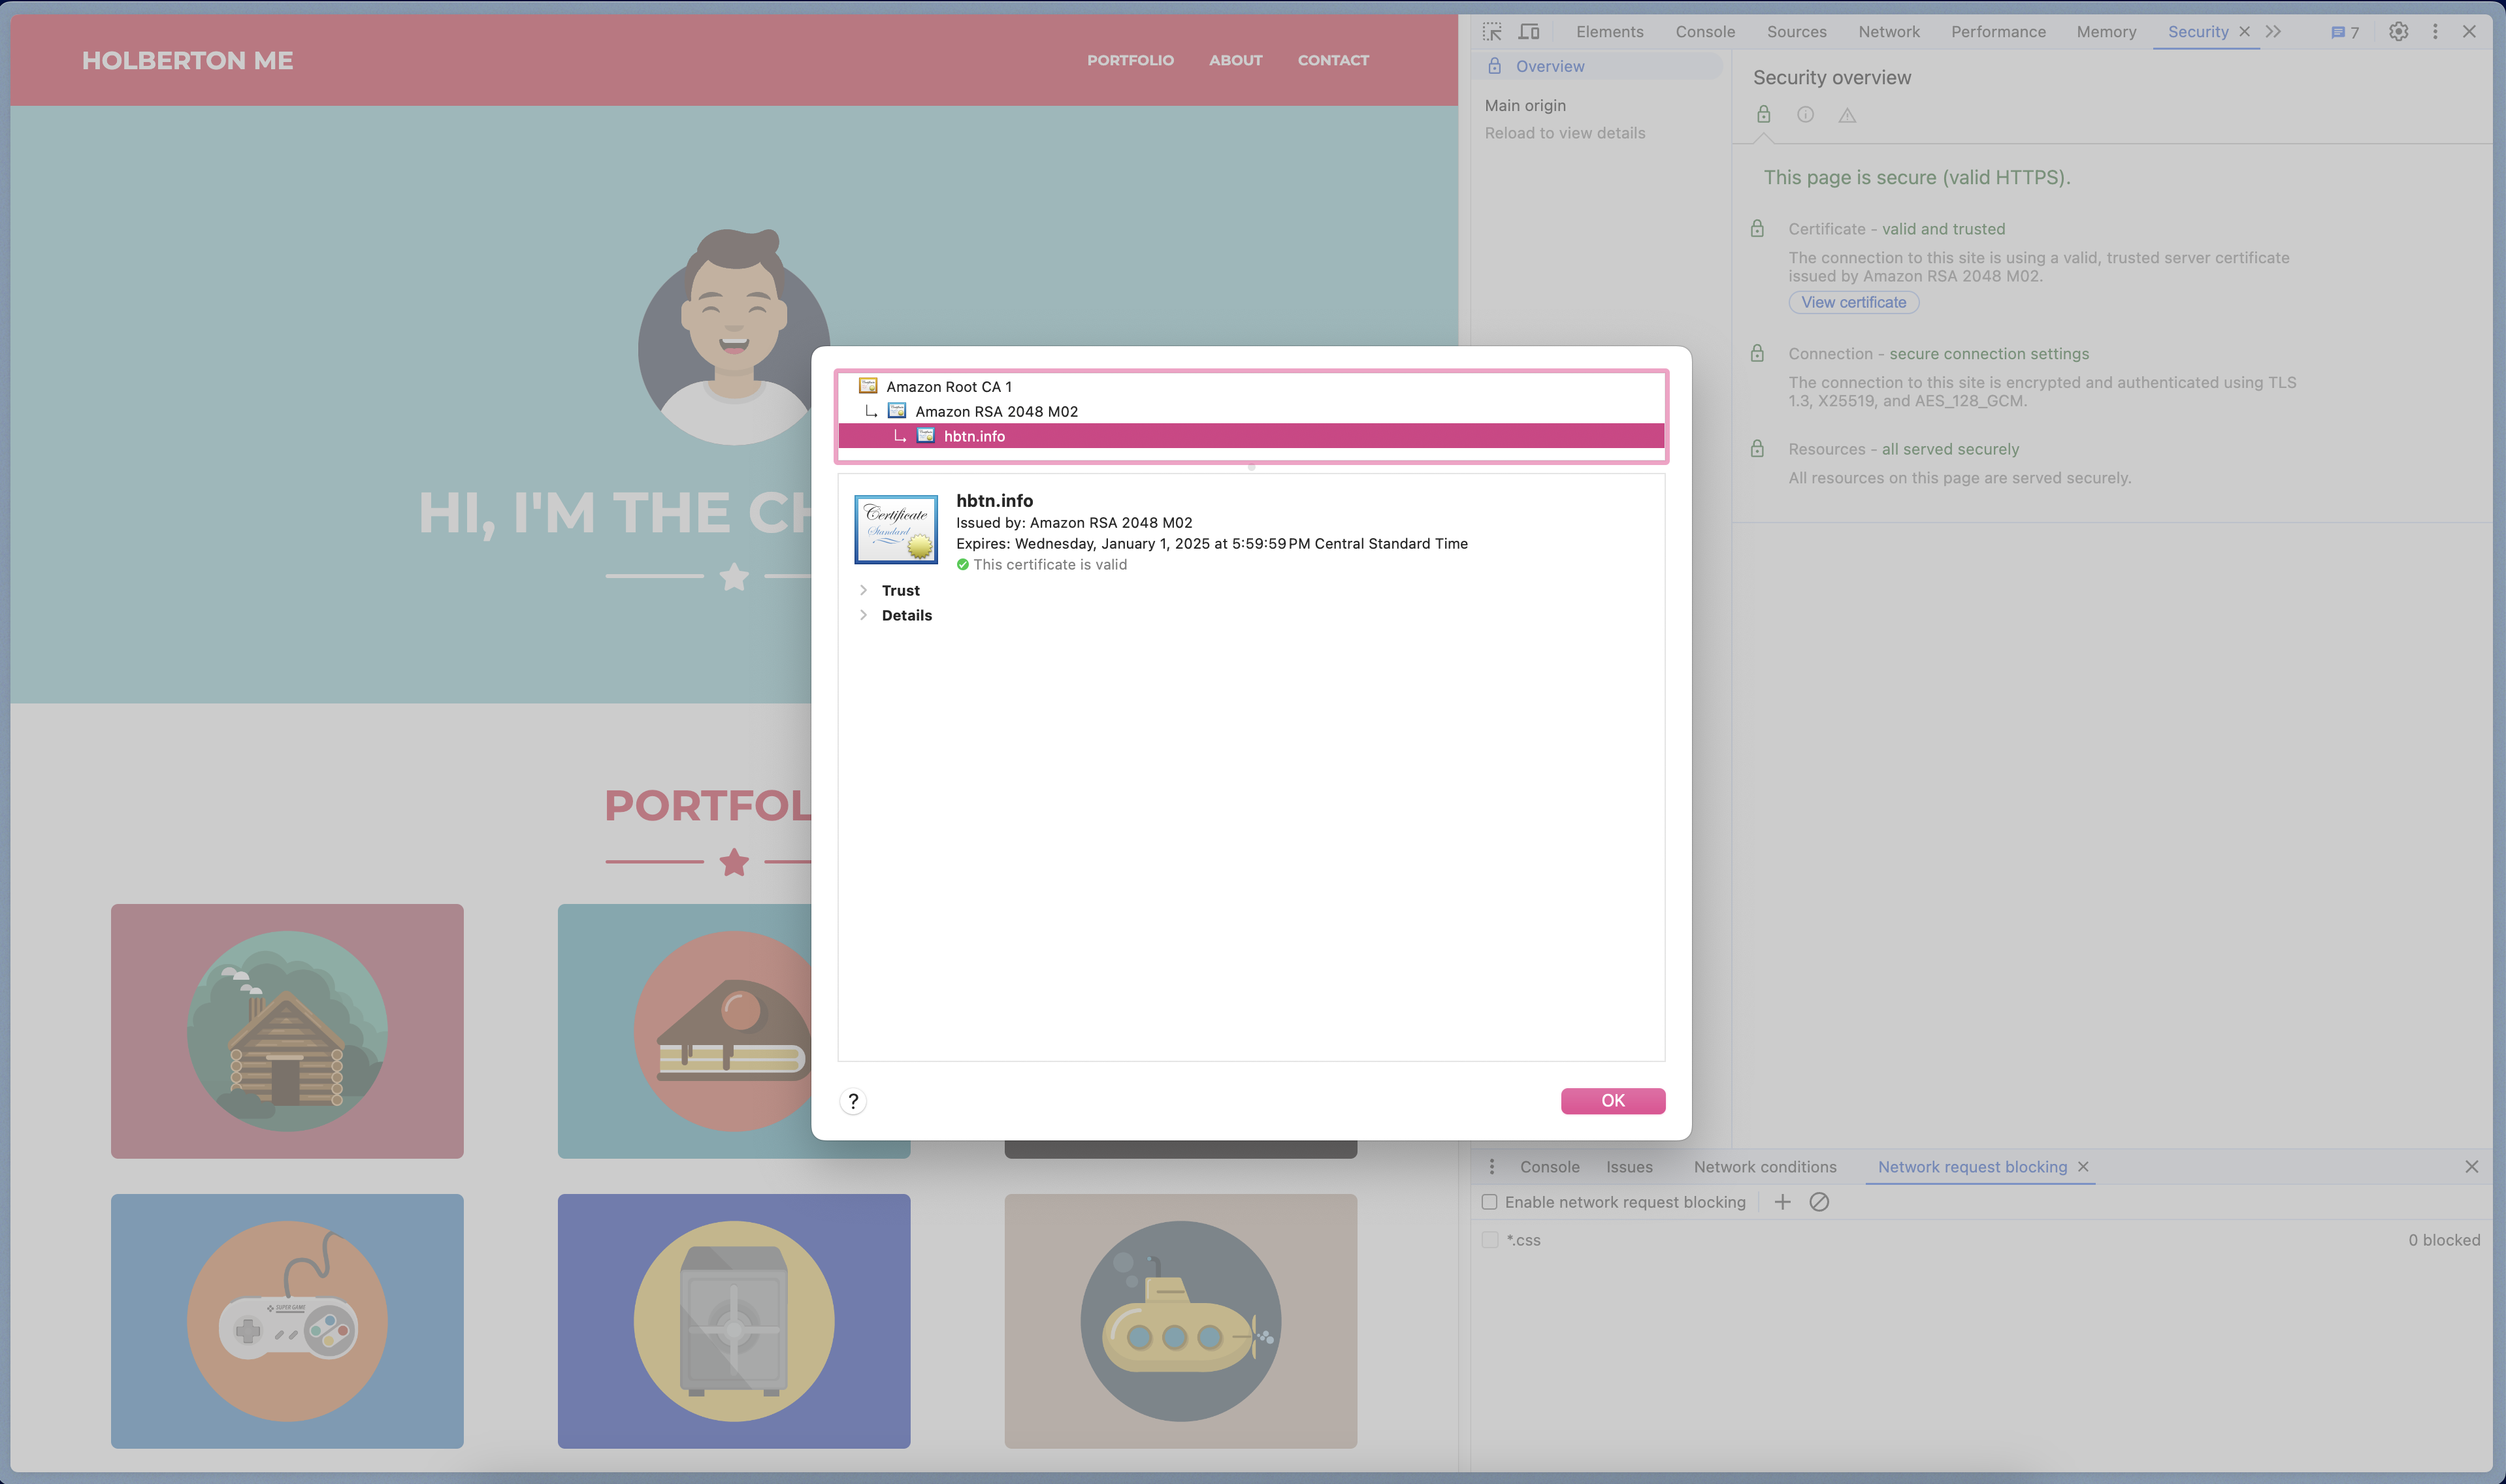 HOLBERTON ME
PORTFOLIO ABOUT CONTACT
HI, I'M THE
PORTFOL
SUPER GAME
Elements Console Sources Network Performance Memory Security 7
Overview
Main origin
Reload to view details
Security overview
This page is secure (valid HTTPS).
Certificate - valid and trusted
The connection to this site is using a valid, trusted server certificate
issued by Amazon RSA 2048 M02.
View certificate
Connection - secure connection settings
The connection to this site is encrypted and authenticated using TLS
1.3, X25519, and AES_128_GCM.
Resources - all served securely
All resources on this page are served securely.
Amazon Root CA 1
Amazon RSA 2048 M02
hbtn.info
Certificate
Standard
hbtn.info
Issued by: Amazon RSA 2048 M02
Expires: Wednesday, January 1, 2025 at 5:59:59 PM Central Standard Time
This certificate is valid
Trust
Details
?
OK
Console Issues Network conditions Network request blocking
Enable network request blocking
*.css 0 blocked